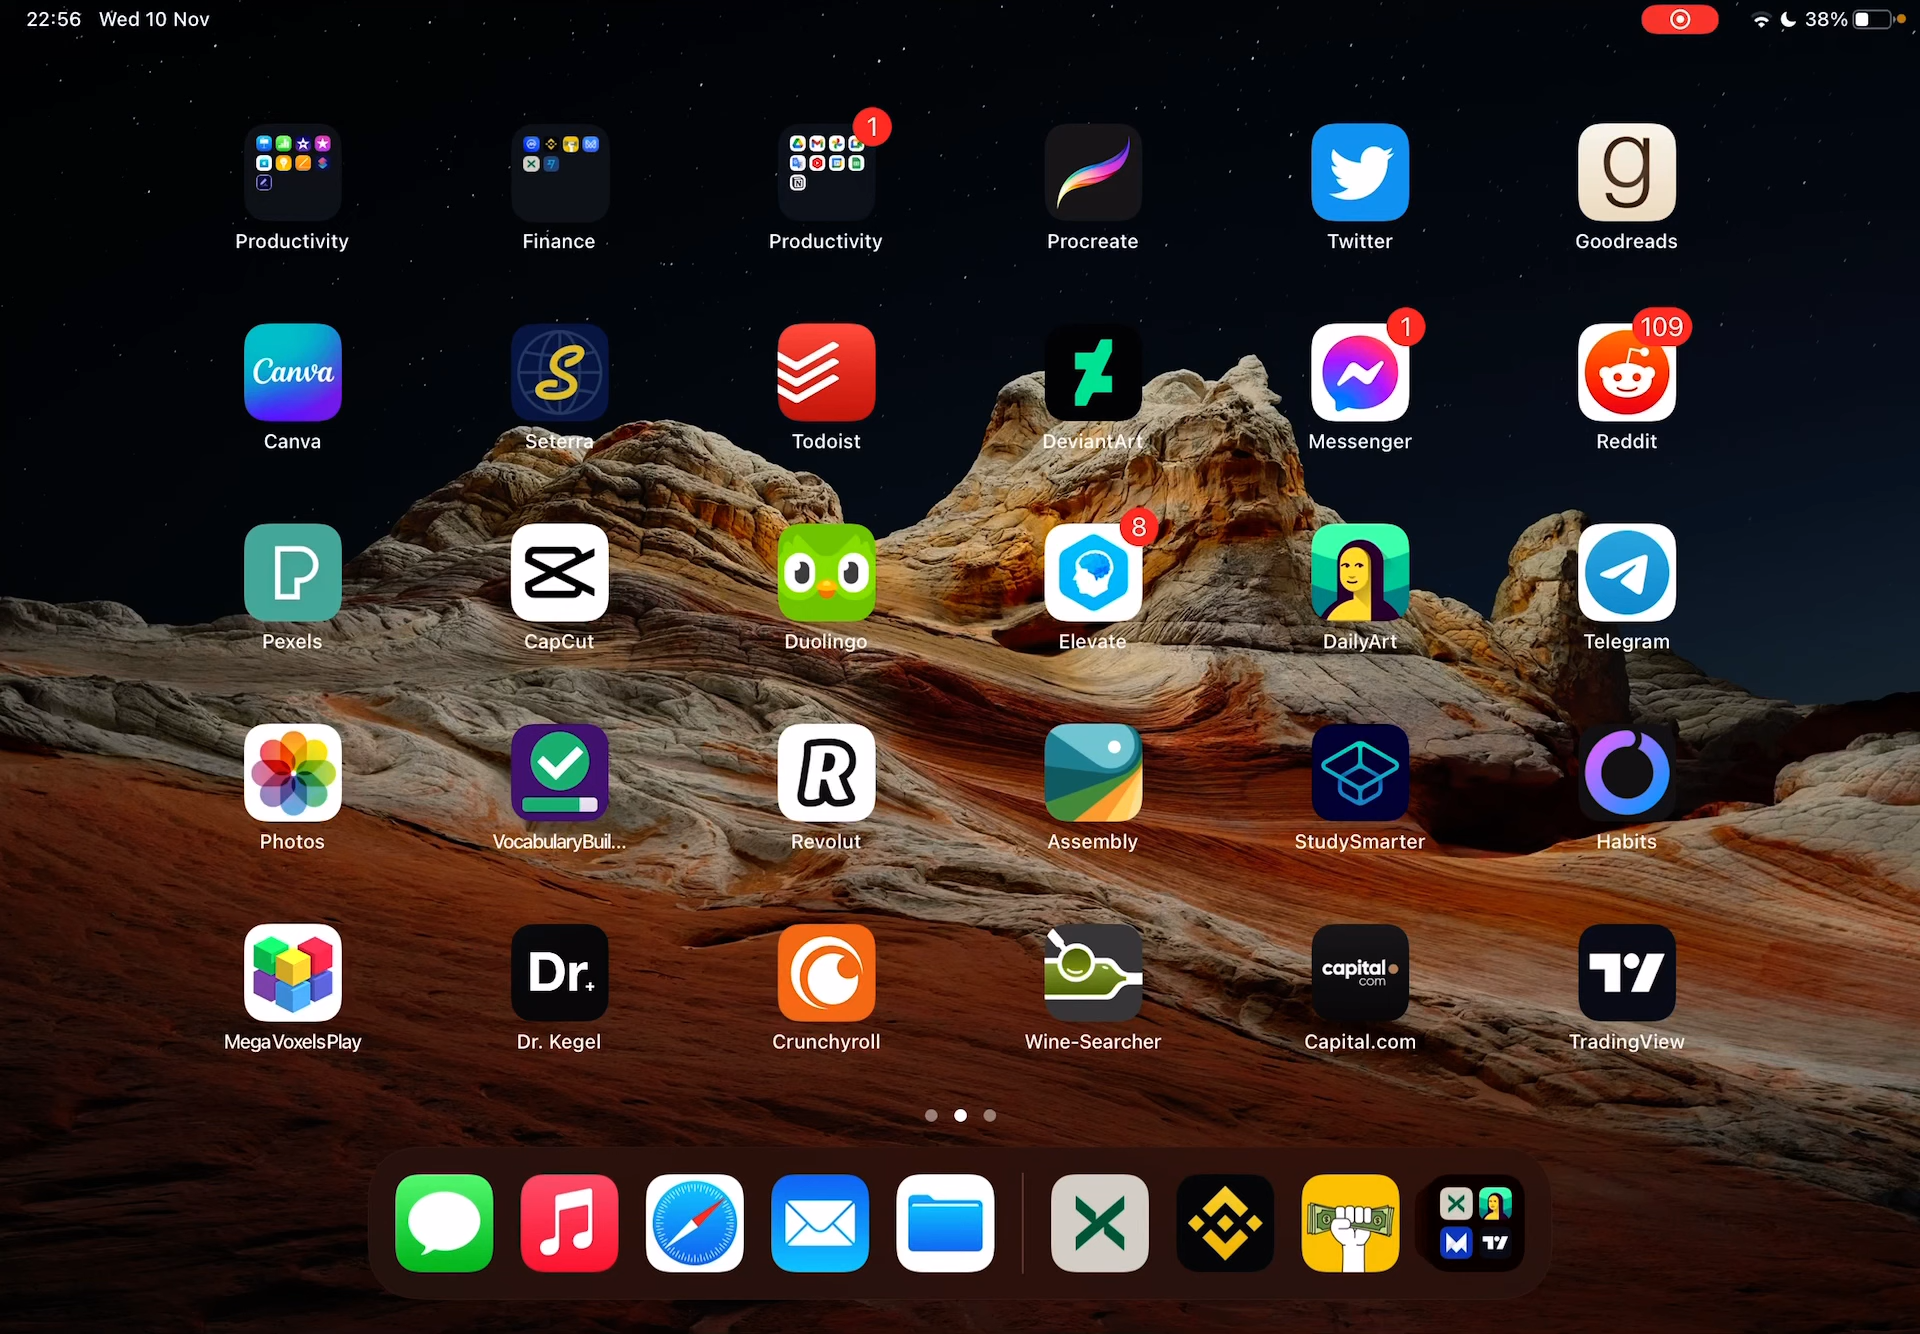 22:56 Wed 10 Nov
38%
1
Productivity
Finance
Productivity
Procreate
Twitter
g
Goodreads
Canva
1
109
Canva
Seterra
Todoist
DeviantArt
Messenger
Reddit
8
Pexels
CapCut
Duolingo
Elevate
DailyArt
Telegram
R
Photos
VocabularyBuil...
Revolut
Assembly
StudySmarter
Habits
Dr.+
capital
com
MegaVoxelsPlay
Dr. Kegel
Crunchyroll
Wine-Searcher
Capital.com
TradingView